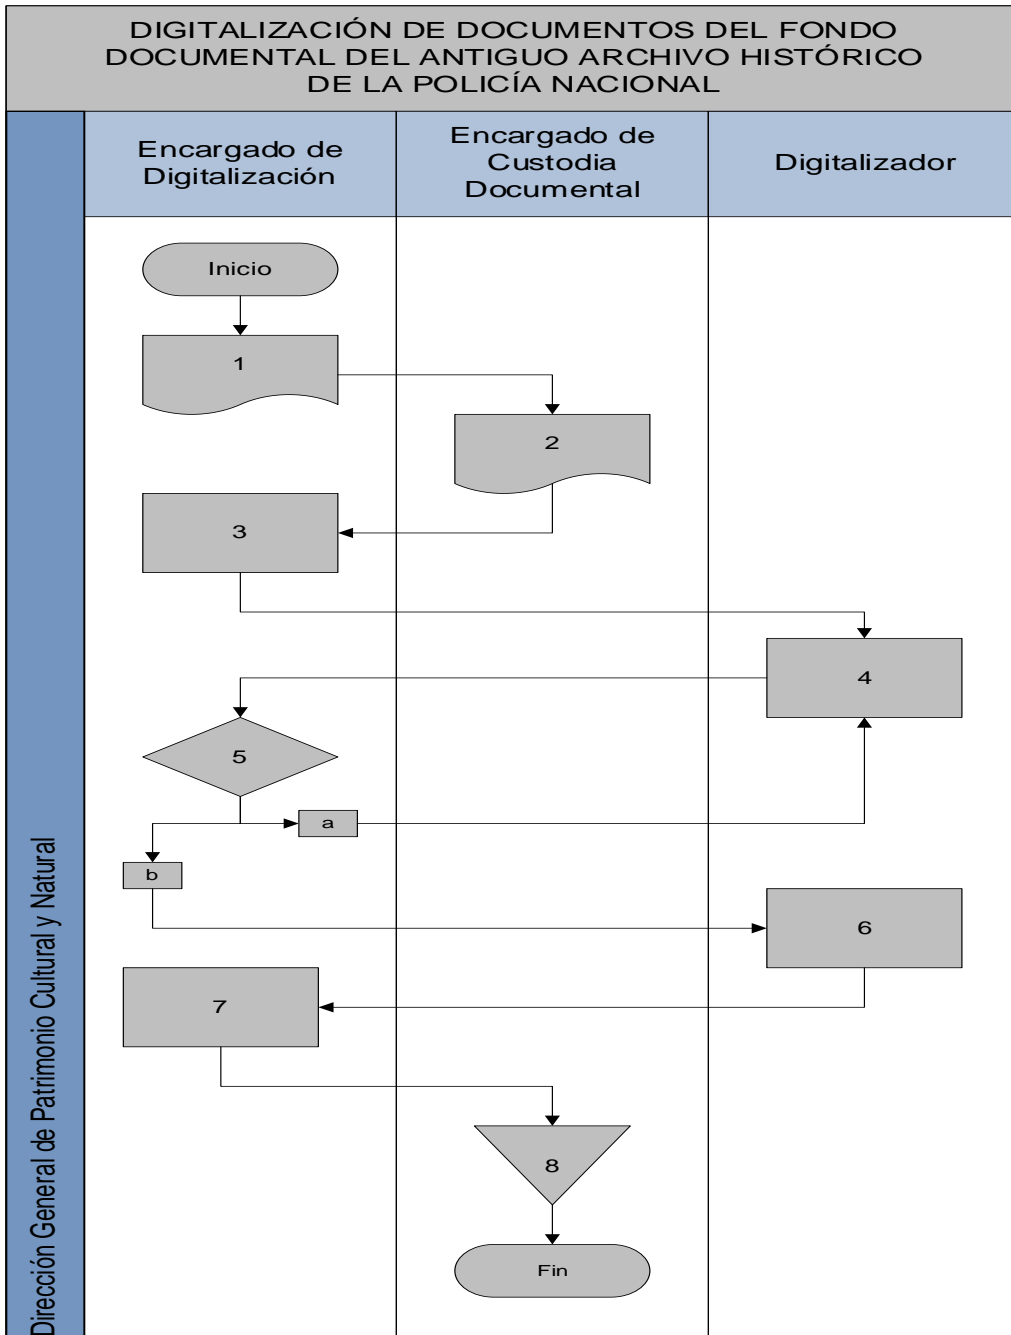 DIGITALIZACIÓN DE DOCUMENTOS DEL FONDO
DOCUMENTAL DEL ANTIGUO ARCHIVO HISTÓRICO
DE LA POLICÍA NACIONAL
Encargado de
Digitalización
Encargado de
Custodia
Documental
Digitalizador
Dirección General de Patrimonio Cultural y Natural
Inicio
1
2
3
4
5
a
b
6
7
8
Fin